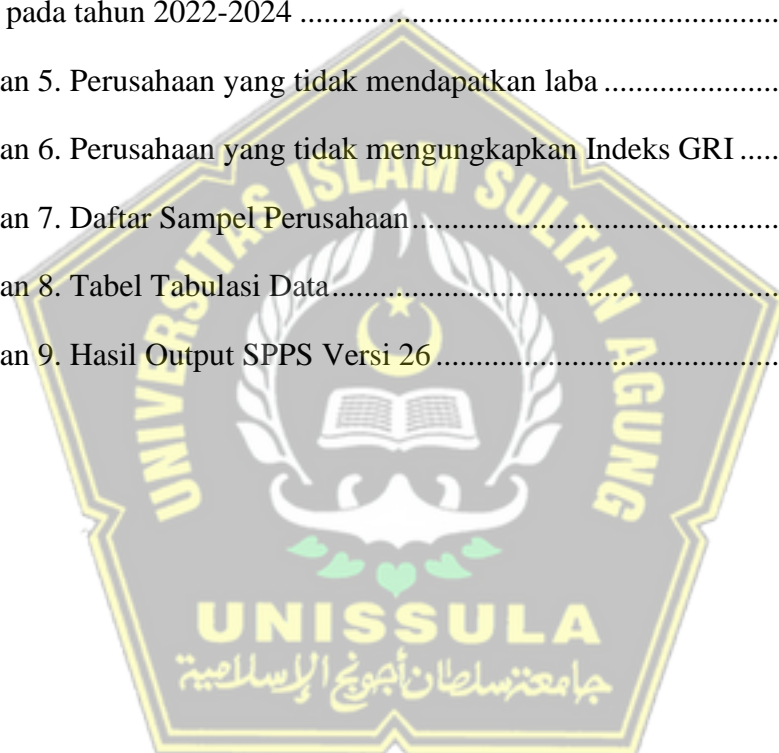 pada tahun 2022-2024 ........................................................
an 5. Perusahaan yang tidak mendapatkan laba ....................
an 6. Perusahaan yang tidak mengungkapkan Indeks GRI .....
an 7. Daftar Sampel Perusahaan...........................................
an 8. Tabel Tabulasi Data.....................................................
an 9. Hasil Output SPPS Versi 26 ........................................
UNIVERSITAS ISLAM SULTAN AGUNG
UNISSULA
جامعتسلطان أجونج الإسلامية